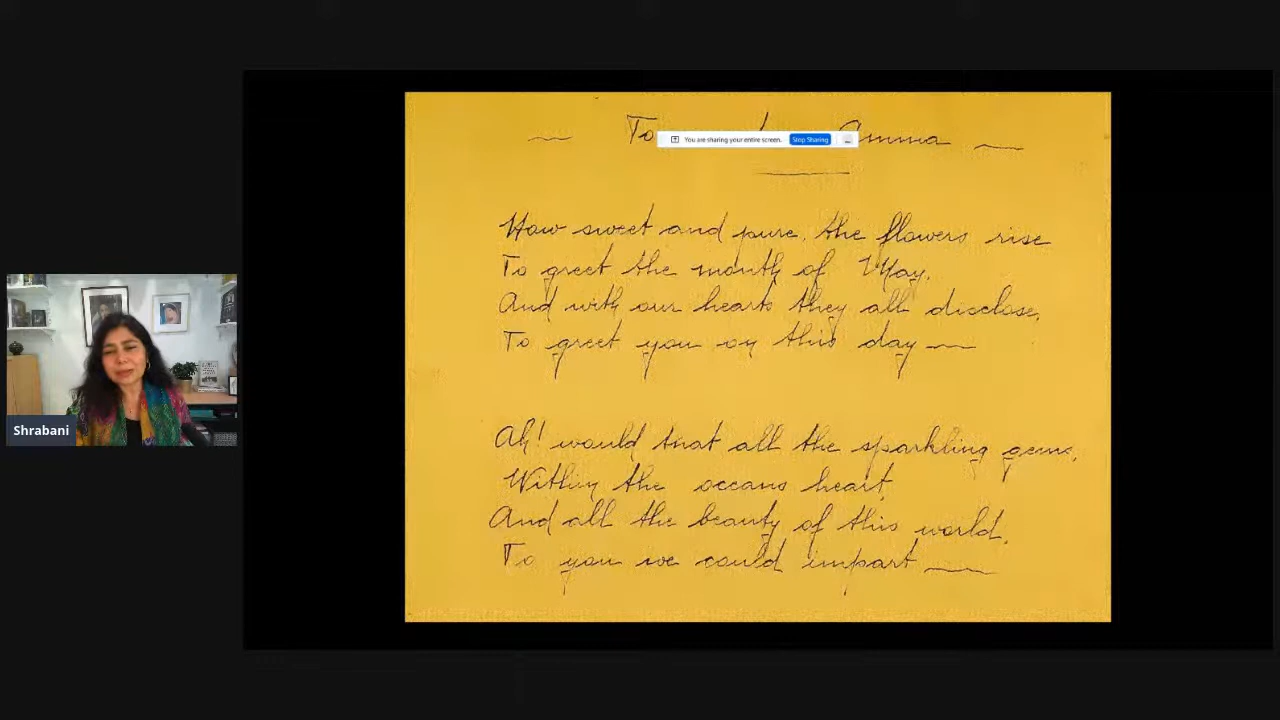 ~ To Amma ~
You are sharing your entire screen. Stop Sharing
How sweet and pure, the flowers rise
To greet the month of May,
And with our hearts they all disclose,
To greet you on this day ~
Shrabani
Ah! would that all the sparkling gems,
Within the oceans heart,
And all the beauty of this world,
To you we could impart ~